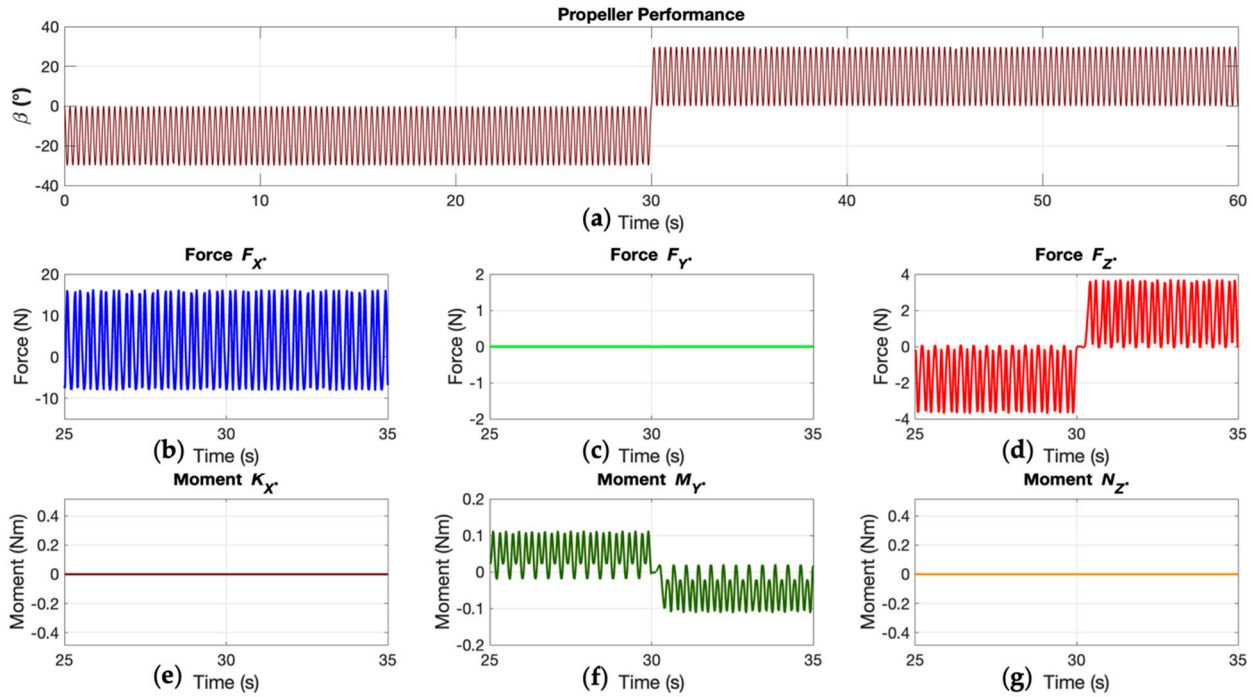 Propeller Performance
β (°)
40
20
0
-20
-40
0
10
20
30
40
50
60
(a) Time (s)
Force F_X*
Force (N)
20
10
0
-10
25
30
35
(b) Time (s)
Force F_Y*
Force (N)
2
1
0
-1
-2
25
30
35
(c) Time (s)
Force F_Z*
Force (N)
4
2
0
-2
-4
25
30
35
(d) Time (s)
Moment K_X*
Moment (Nm)
0.4
0.2
0
-0.2
-0.4
25
30
35
(e) Time (s)
Moment M_Y*
Moment (Nm)
0.2
0.1
0
-0.1
-0.2
25
30
35
(f) Time (s)
Moment N_Z*
Moment (Nm)
0.4
0.2
0
-0.2
-0.4
25
30
35
(g) Time (s)